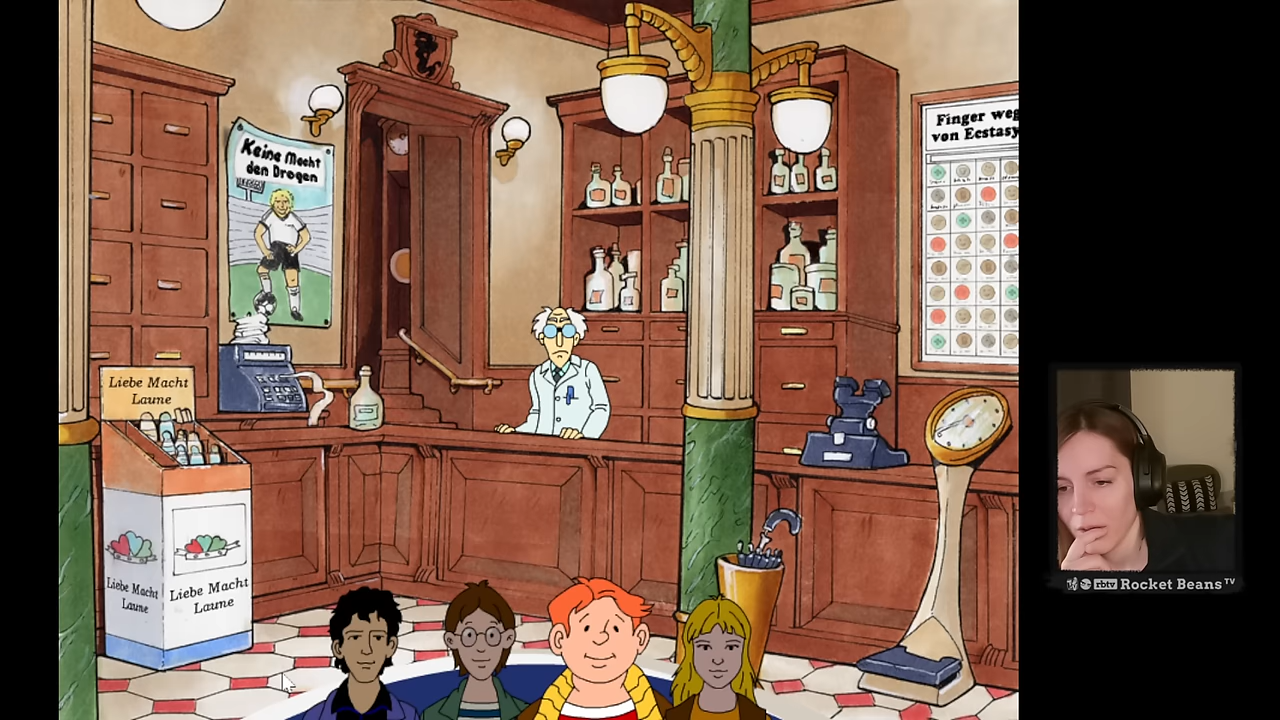 Keine Macht
den Drogen
Finger weg
von Ecstasy
Liebe Macht
Laune
Liebe Macht
Laune
Liebe Macht
Laune
rbtv Rocket Beans TV